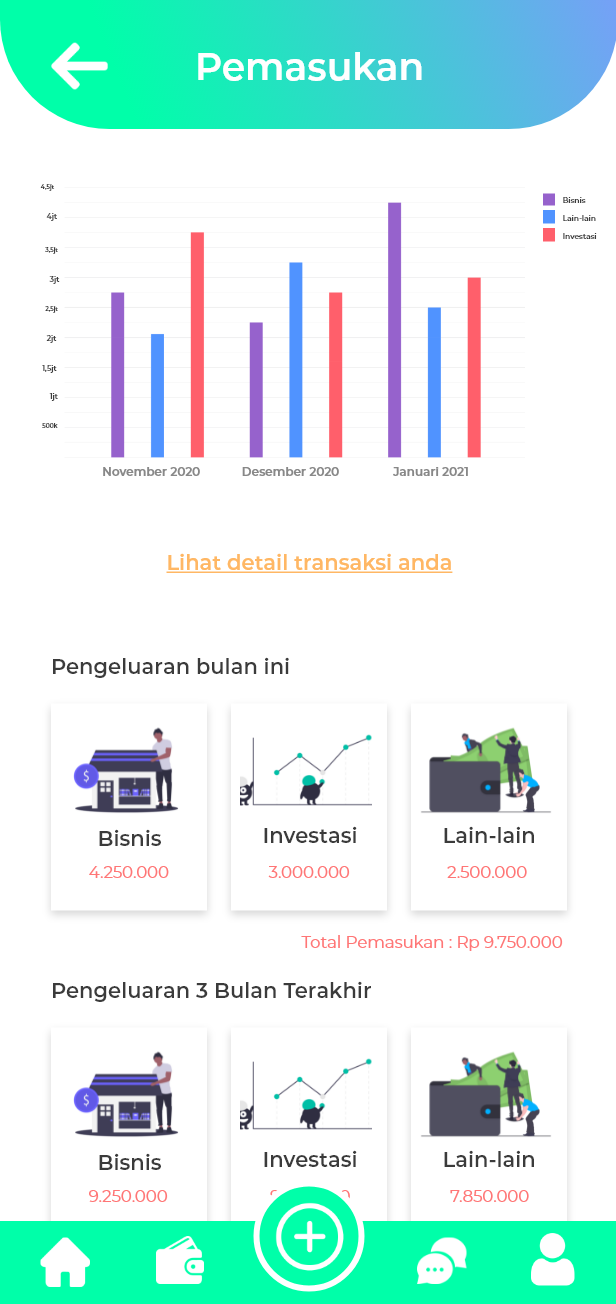 Pemasukan
4,5jt
4jt
3,5jt
3jt
2,5jt
2jt
1,5jt
1jt
500k
Bisnis
Lain-lain
Investasi
November 2020
Desember 2020
Januari 2021
Lihat detail transaksi anda
Pengeluaran bulan ini
Bisnis
Investasi
Lain-lain
4.250.000
3.000.000
2.500.000
Total Pemasukan : Rp 9.750.000
Pengeluaran 3 Bulan Terakhir
Bisnis
Investasi
Lain-lain
9.250.000
7.850.000